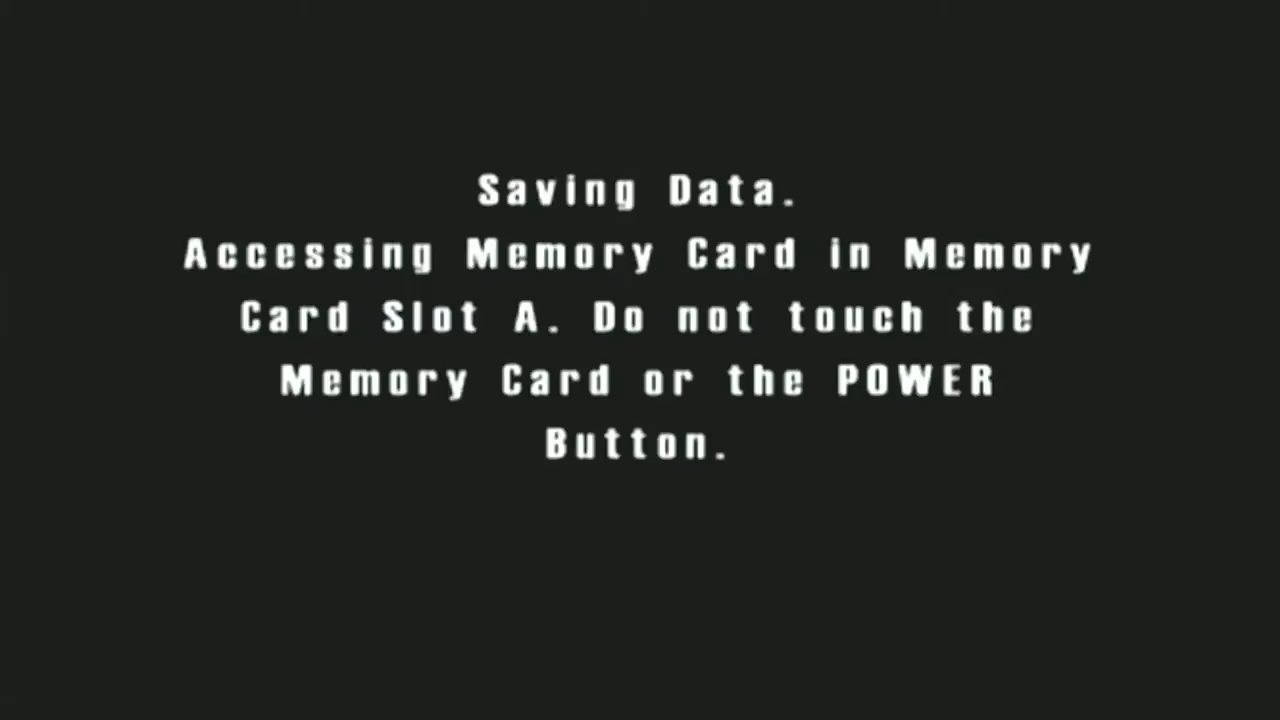 Saving Data.
Accessing Memory Card in Memory
Card Slot A. Do not touch the
Memory Card or the POWER
Button.